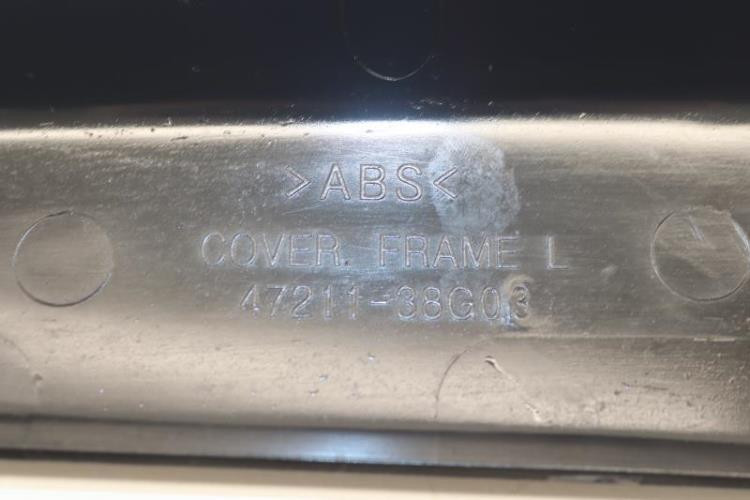 >ABS<
COVER. FRAME L
47211-38G03